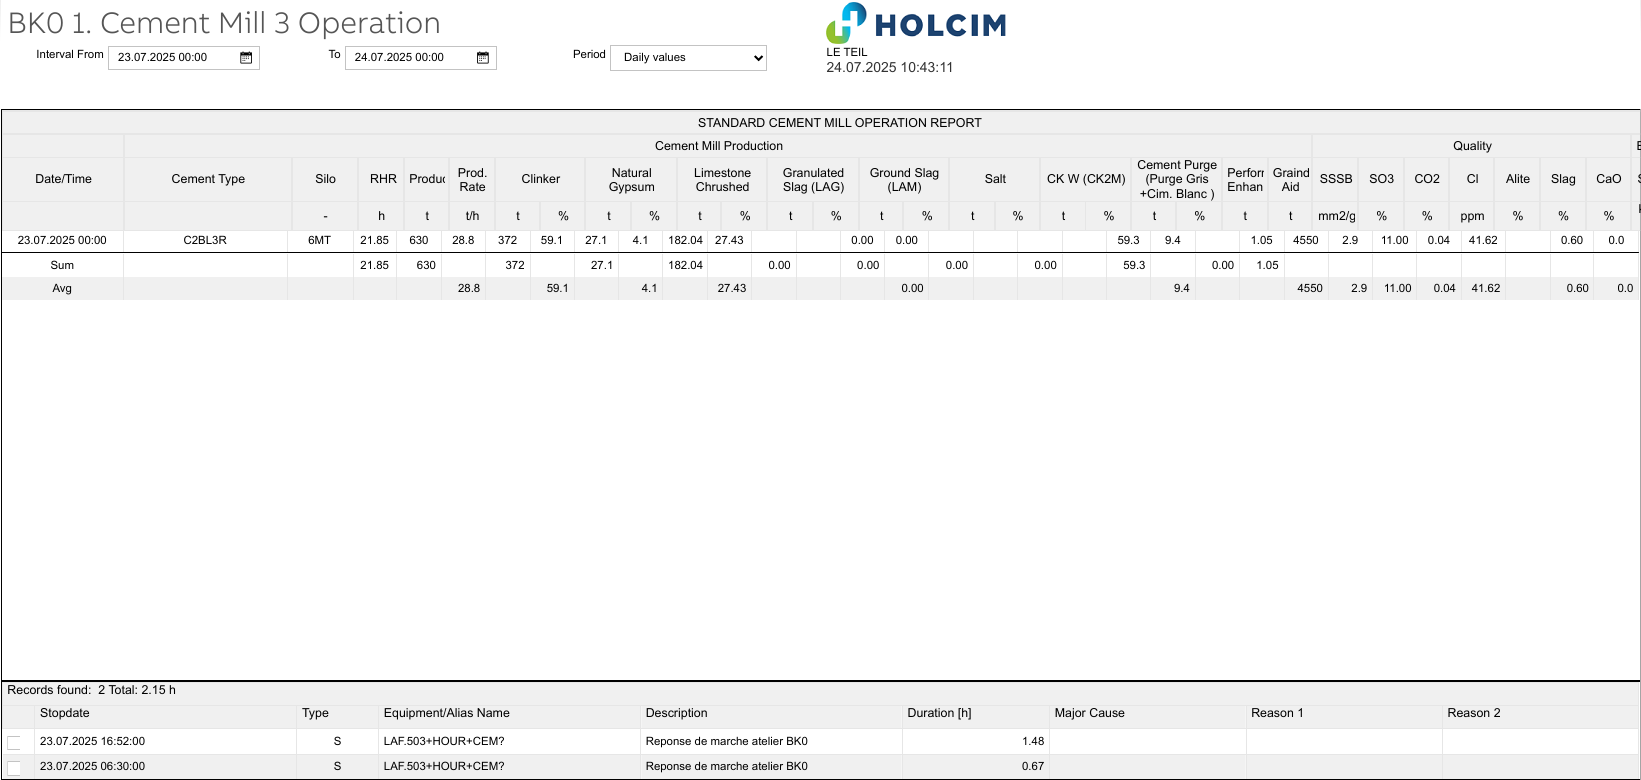 BK0 1. Cement Mill 3 Operation
HOLCIM
Interval From 23.07.2025 00:00 To 24.07.2025 00:00 Period Daily values
LE TEIL
24.07.2025 10:43:11
STANDARD CEMENT MILL OPERATION REPORT
Cement Mill Production Quality
Date/Time Cement Type Silo RHR Produc Prod. Rate Clinker Natural Gypsum Limestone Chrushed Granulated Slag (LAG) Ground Slag (LAM) Salt CK W (CK2M) Cement Purge (Purge Gris +Cim. Blanc ) Perfor Enhan Graind Aid SSSB SO3 CO2 Cl Alite Slag CaO
- h t t/h t % t % t % t % t % t % t % t % t t mm2/g % % ppm % % %
23.07.2025 00:00 C2BL3R 6MT 21.85 630 28.8 372 59.1 27.1 4.1 182.04 27.43 0.00 0.00 59.3 9.4 1.05 4550 2.9 11.00 0.04 41.62 0.60 0.0
Sum 21.85 630 372 27.1 182.04 0.00 0.00 0.00 0.00 59.3 0.00 1.05
Avg 28.8 59.1 4.1 27.43 0.00 9.4 4550 2.9 11.00 0.04 41.62 0.60 0.0
Records found: 2 Total: 2.15 h
Stopdate Type Equipment/Alias Name Description Duration [h] Major Cause Reason 1 Reason 2
23.07.2025 16:52:00 S LAF.503+HOUR+CEM? Reponse de marche atelier BK0 1.48
23.07.2025 06:30:00 S LAF.503+HOUR+CEM? Reponse de marche atelier BK0 0.67